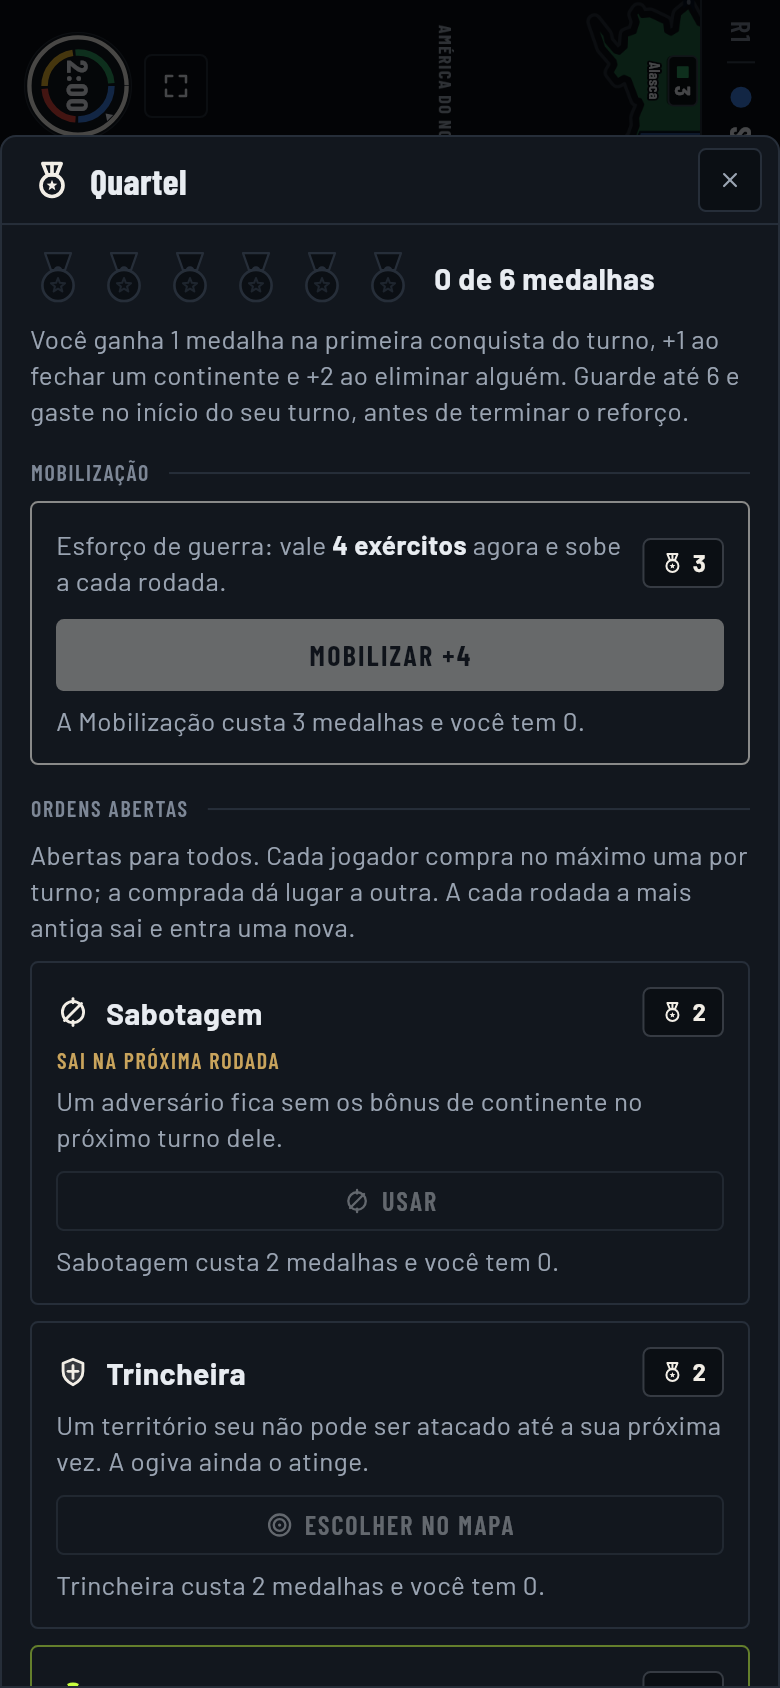 2:00
AMÉRICA DO NO
Alasca
3
R1
Quartel
0 de 6 medalhas
Você ganha 1 medalha na primeira conquista do turno, +1 ao
fechar um continente e +2 ao eliminar alguém. Guarde até 6 e
gaste no início do seu turno, antes de terminar o reforço.
MOBILIZAÇÃO
Esforço de guerra: vale 4 exércitos agora e sobe
a cada rodada.
3
MOBILIZAR +4
A Mobilização custa 3 medalhas e você tem 0.
ORDENS ABERTAS
Abertas para todos. Cada jogador compra no máximo uma por
turno; a comprada dá lugar a outra. A cada rodada a mais
antiga sai e entra uma nova.
Sabotagem
2
SAI NA PRÓXIMA RODADA
Um adversário fica sem os bônus de continente no
próximo turno dele.
USAR
Sabotagem custa 2 medalhas e você tem 0.
Trincheira
2
Um território seu não pode ser atacado até a sua próxima
vez. A ogiva ainda o atinge.
ESCOLHER NO MAPA
Trincheira custa 2 medalhas e você tem 0.